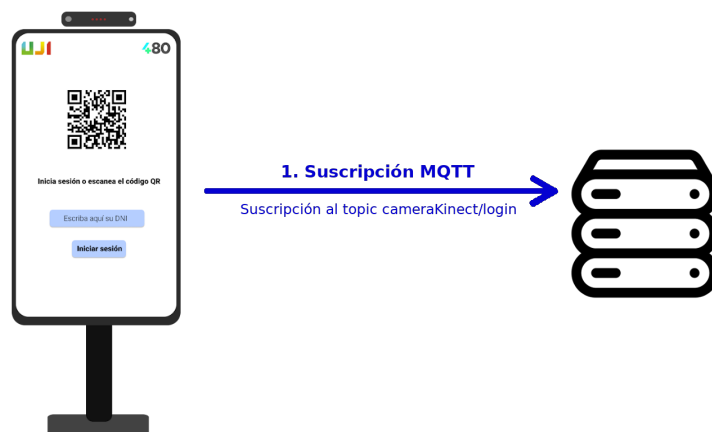 UJI
480
Inicia sesión o escanea el código QR
Escriba aquí su DNI
Iniciar sesión
1. Suscripción MQTT
Suscripción al topic cameraKinect/login